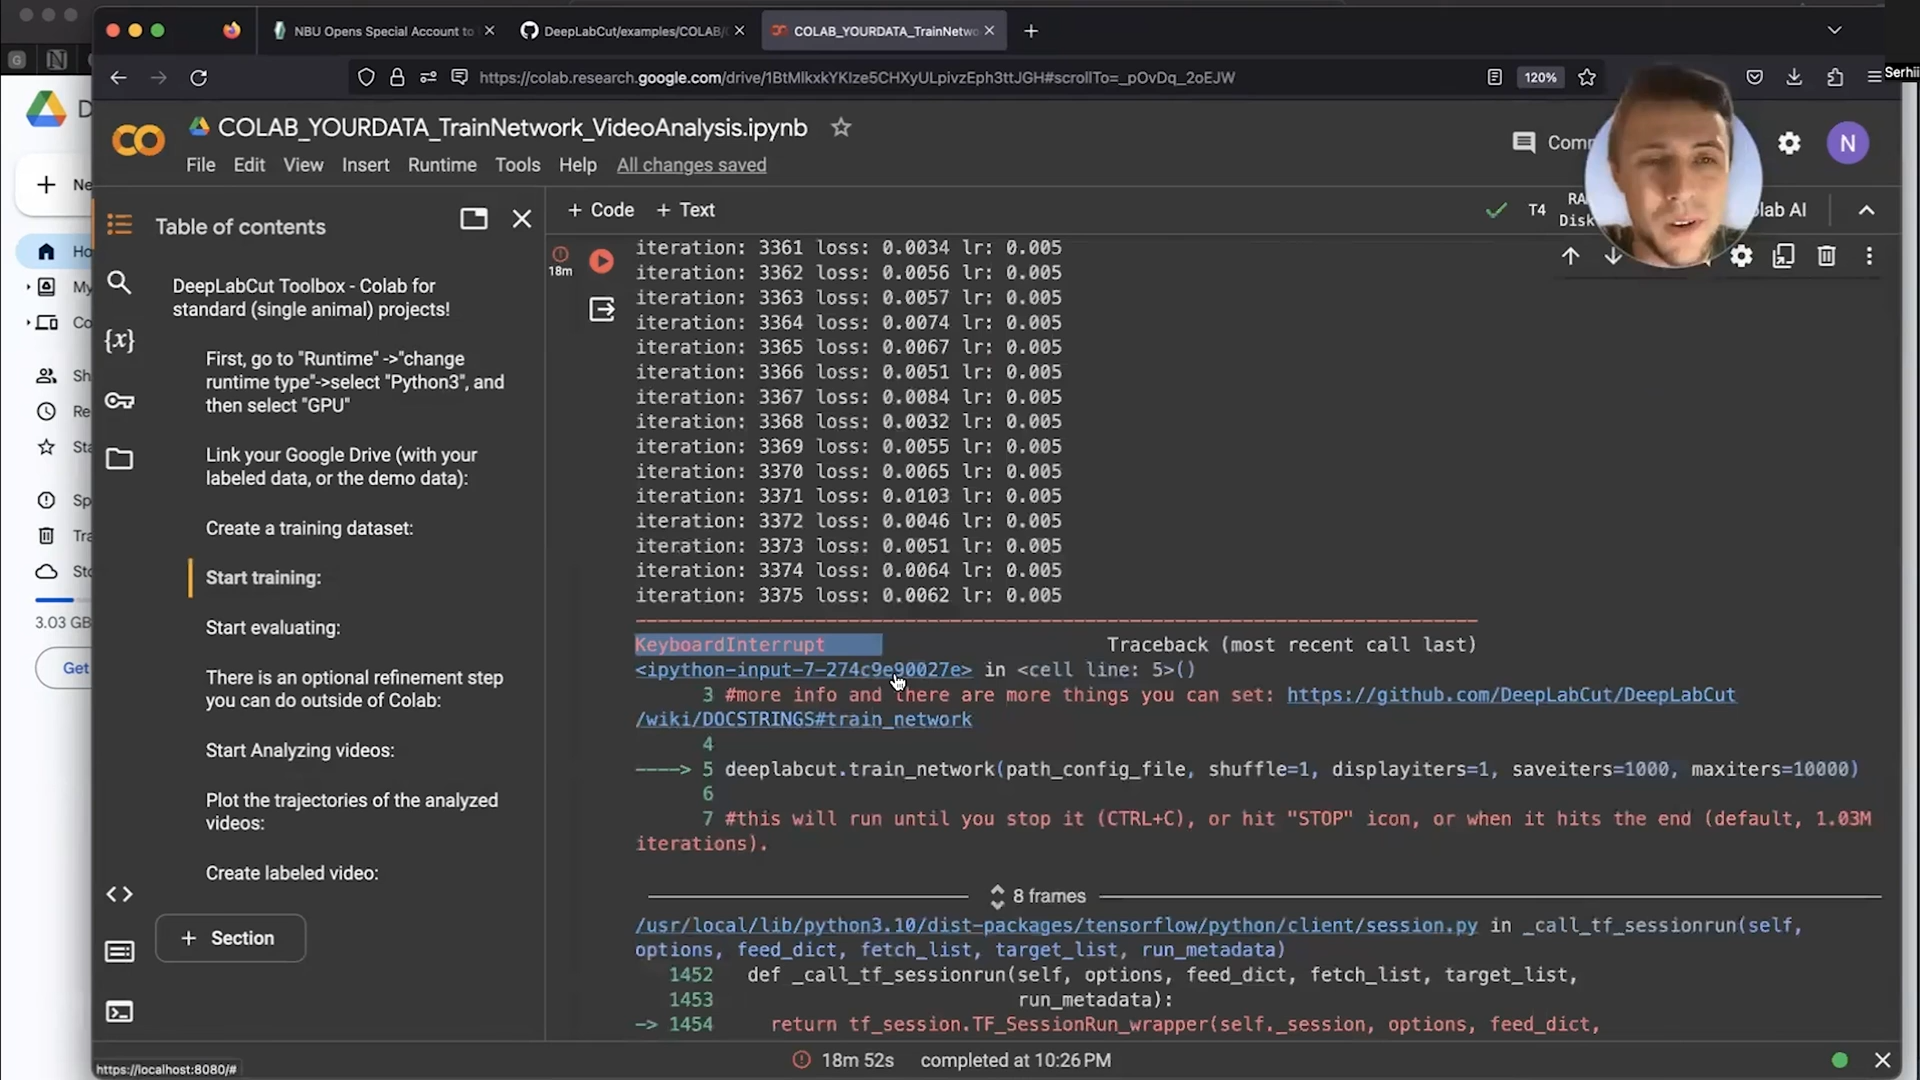 NBU Opens Special Account to
DeepLabCut/examples/COLAB/
COLAB_YOURDATA_TrainNetwo
https://colab.research.google.com/drive/1BtMlkxkYKIze5CHXyULpivzEph3ttJGH#scrollTo=_pOvDq_2oEJW
120%
Serhii
COLAB_YOURDATA_TrainNetwork_VideoAnalysis.ipynb
File Edit View Insert Runtime Tools Help All changes saved
N
+ Code + Text
T4
Disk
Table of contents
DeepLabCut Toolbox - Colab for
standard (single animal) projects!
First, go to "Runtime" ->"change
runtime type"->select "Python3", and
then select "GPU"
Link your Google Drive (with your
labeled data, or the demo data):
Create a training dataset:
Start training:
Start evaluating:
There is an optional refinement step
you can do outside of Colab:
Start Analyzing videos:
Plot the trajectories of the analyzed
videos:
Create labeled video:
+ Section
3.03 GB
Get
18m
iteration: 3361 loss: 0.0034 lr: 0.005
iteration: 3362 loss: 0.0056 lr: 0.005
iteration: 3363 loss: 0.0057 lr: 0.005
iteration: 3364 loss: 0.0074 lr: 0.005
iteration: 3365 loss: 0.0067 lr: 0.005
iteration: 3366 loss: 0.0051 lr: 0.005
iteration: 3367 loss: 0.0084 lr: 0.005
iteration: 3368 loss: 0.0032 lr: 0.005
iteration: 3369 loss: 0.0055 lr: 0.005
iteration: 3370 loss: 0.0065 lr: 0.005
iteration: 3371 loss: 0.0103 lr: 0.005
iteration: 3372 loss: 0.0046 lr: 0.005
iteration: 3373 loss: 0.0051 lr: 0.005
iteration: 3374 loss: 0.0064 lr: 0.005
iteration: 3375 loss: 0.0062 lr: 0.005
KeyboardInterrupt Traceback (most recent call last)
<ipython-input-7-274c9e90027e> in <cell line: 5>()
3 #more info and there are more things you can set: https://github.com/DeepLabCut/DeepLabCut
/wiki/DOCSTRINGS#train_network
4
----> 5 deeplabcut.train_network(path_config_file, shuffle=1, displayiters=1, saveiters=1000, maxiters=10000)
6
7 #this will run until you stop it (CTRL+C), or hit "STOP" icon, or when it hits the end (default, 1.03M
iterations).
8 frames
/usr/local/lib/python3.10/dist-packages/tensorflow/python/client/session.py in _call_tf_sessionrun(self,
options, feed_dict, fetch_list, target_list, run_metadata)
1452 def _call_tf_sessionrun(self, options, feed_dict, fetch_list, target_list,
1453 run_metadata):
-> 1454 return tf_session.TF_SessionRun_wrapper(self._session, options, feed_dict,
18m 52s completed at 10:26 PM
https://localhost:8080/#